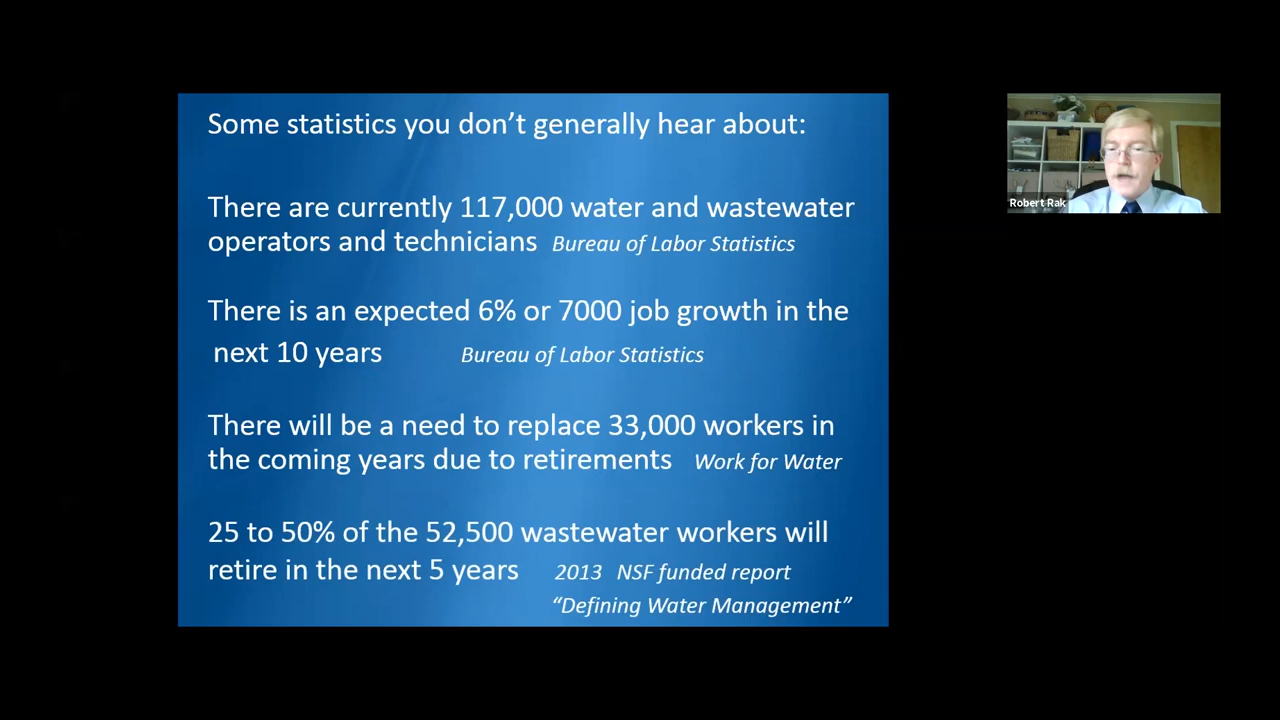 Some statistics you don’t generally hear about:
There are currently 117,000 water and wastewater
operators and technicians Bureau of Labor Statistics
There is an expected 6% or 7000 job growth in the
next 10 years Bureau of Labor Statistics
There will be a need to replace 33,000 workers in
the coming years due to retirements Work for Water
25 to 50% of the 52,500 wastewater workers will
retire in the next 5 years 2013 NSF funded report
“Defining Water Management”
Robert Rak